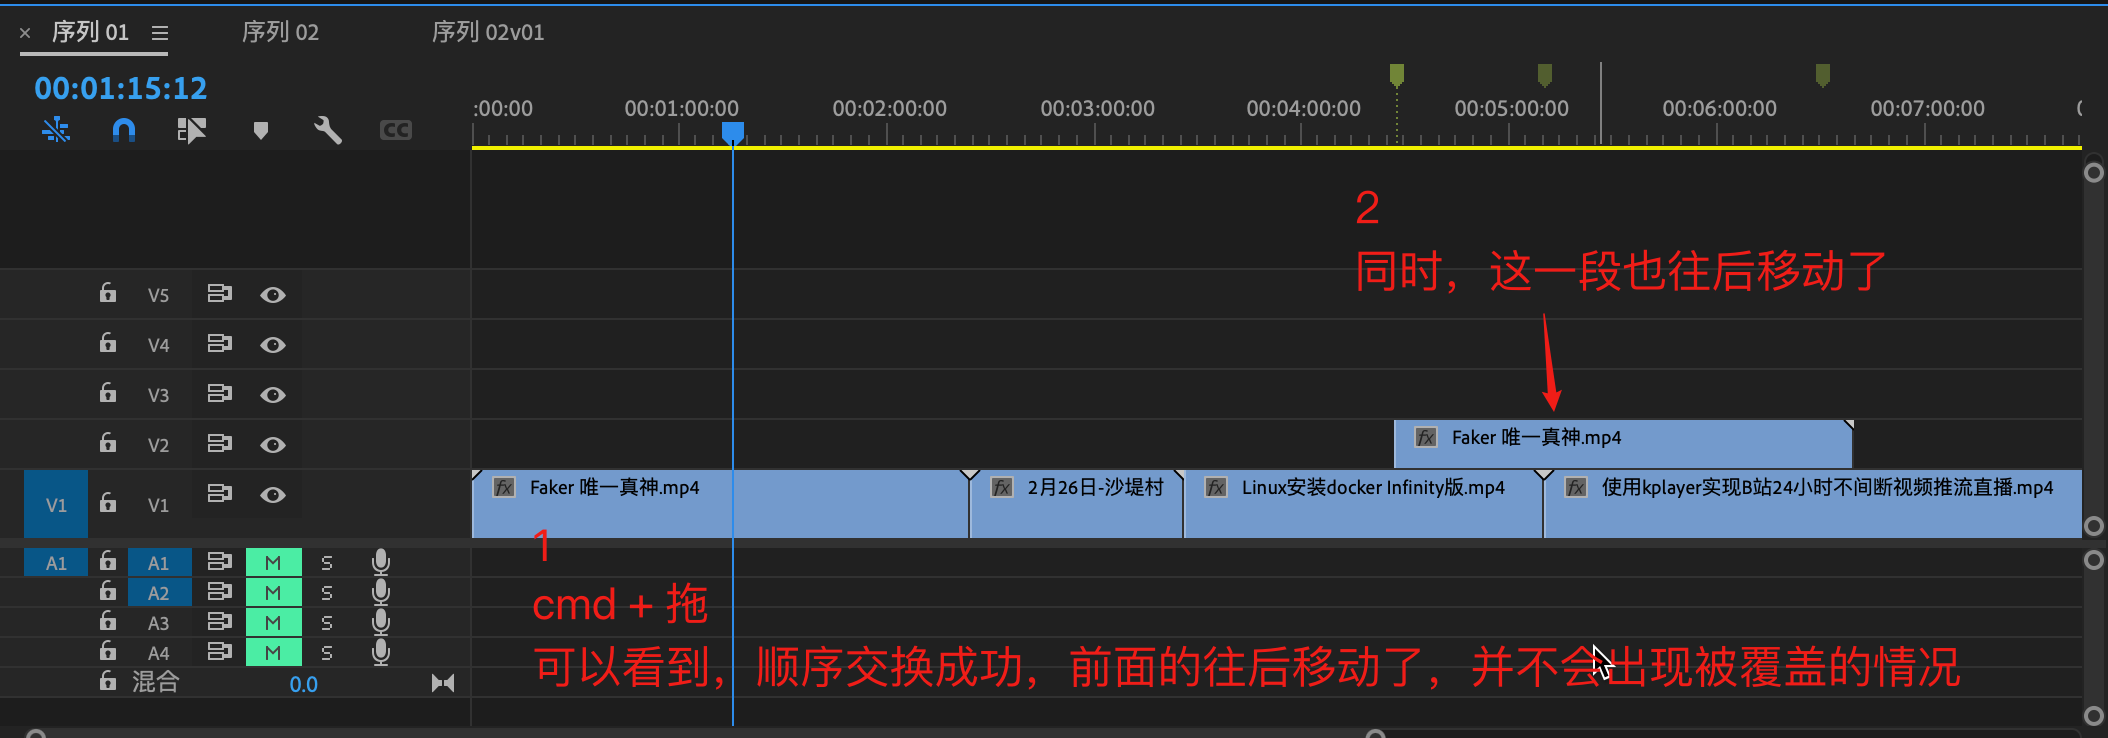 × 序列 01 ☰ 序列 02 序列 02v01
00:01:15:12
:00:00 00:01:00:00 00:02:00:00 00:03:00:00 00:04:00:00 00:05:00:00 00:06:00:00 00:07:00:00
CC
2
同时，这一段也往后移动了
V5
V4
V3
V2 fx Faker 唯一真神.mp4
V1 V1 fx Faker 唯一真神.mp4 fx 2月26日-沙堤村 fx Linux安装docker Infinity版.mp4 fx 使用kplayer实现B站24小时不间断视频推流直播.mp4
1
A1 A1 M S
A2 M S
cmd + 拖
A3 M S
A4 M S
可以看到，顺序交换成功，前面的往后移动了，并不会出现被覆盖的情况
混合 0.0